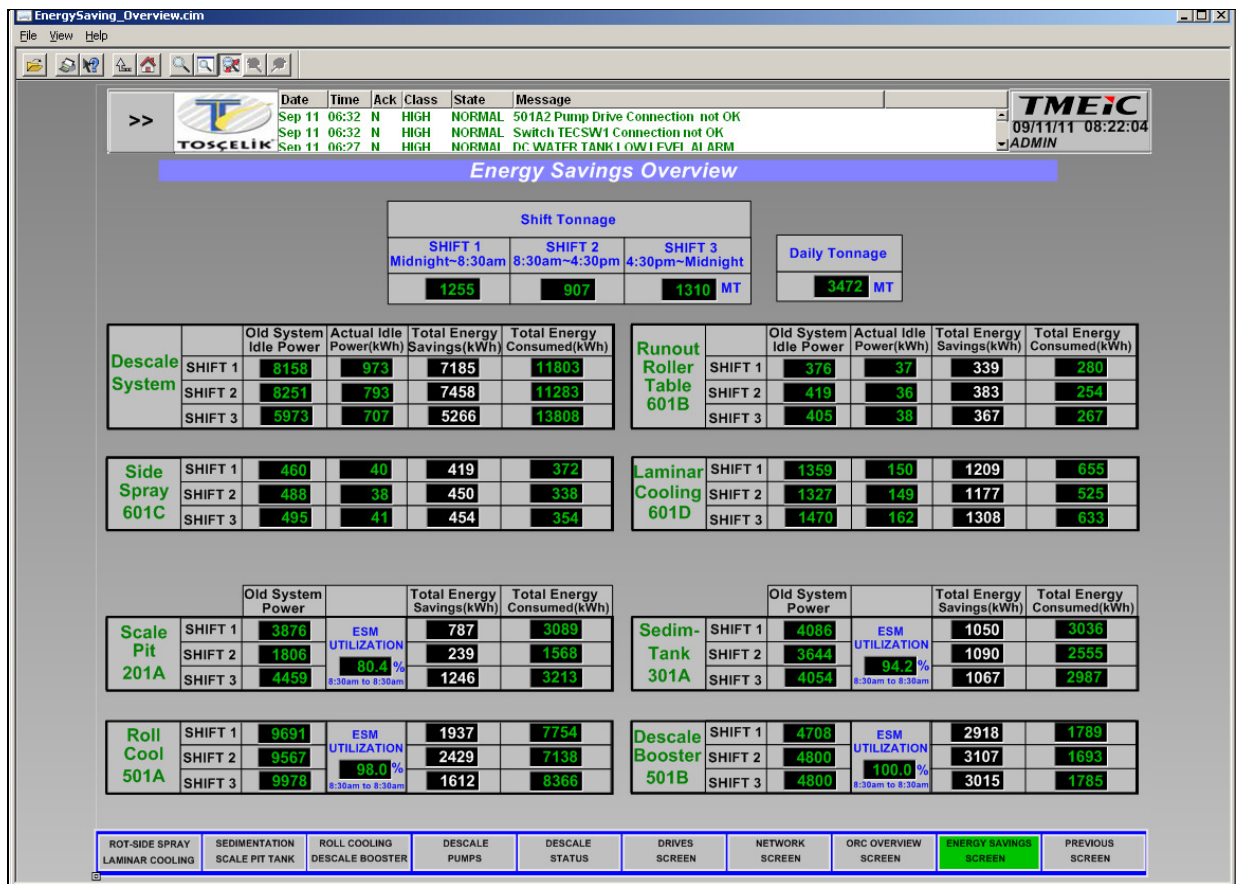 EnergySaving_Overview.cim
File View Help
>>
TOSÇELİK
Date Time Ack Class State Message
Sep 11 06:32 N HIGH NORMAL 501A2 Pump Drive Connection not OK
Sep 11 06:32 N HIGH NORMAL Switch TECSW1 Connection not OK
Sep 11 06:27 N HIGH NORMAL DC WATER TANK LOW LEVEL ALARM
TMEiC
09/11/11 08:22:04
ADMIN
Energy Savings Overview
Shift Tonnage
SHIFT 1 SHIFT 2 SHIFT 3
Midnight~8:30am 8:30am~4:30pm 4:30pm~Midnight
1255 907 1310 MT
Daily Tonnage
3472 MT
Descale System
Old System Idle Power Actual Idle Power(kWh) Total Energy Savings(kWh) Total Energy Consumed(kWh)
SHIFT 1 8158 973 7185 11803
SHIFT 2 8251 793 7458 11283
SHIFT 3 5973 707 5266 13808
Runout Roller Table 601B
Old System Idle Power Actual Idle Power(kWh) Total Energy Savings(kWh) Total Energy Consumed(kWh)
SHIFT 1 376 37 339 280
SHIFT 2 419 36 383 254
SHIFT 3 405 38 367 267
Side Spray 601C
SHIFT 1 460 40 419 372
SHIFT 2 488 38 450 338
SHIFT 3 495 41 454 354
Laminar Cooling 601D
SHIFT 1 1359 150 1209 655
SHIFT 2 1327 149 1177 525
SHIFT 3 1470 162 1308 633
Old System Power Total Energy Savings(kWh) Total Energy Consumed(kWh)
Scale Pit 201A
SHIFT 1 3876 787 3089
SHIFT 2 1806 239 1568
SHIFT 3 4459 1246 3213
ESM UTILIZATION
80.4 %
8:30am to 8:30am
Old System Power Total Energy Savings(kWh) Total Energy Consumed(kWh)
Sedim- Tank 301A
SHIFT 1 4086 1050 3036
SHIFT 2 3644 1090 2555
SHIFT 3 4054 1067 2987
ESM UTILIZATION
94.2 %
8:30am to 8:30am
Roll Cool 501A
SHIFT 1 9691 1937 7754
SHIFT 2 9567 2429 7138
SHIFT 3 9978 1612 8366
ESM UTILIZATION
98.0 %
8:30am to 8:30am
Descale Booster 501B
SHIFT 1 4708 2918 1789
SHIFT 2 4800 3107 1693
SHIFT 3 4800 3015 1785
ESM UTILIZATION
100.0 %
8:30am to 8:30am
ROT-SIDE SPRAY LAMINAR COOLING
SEDIMENTATION SCALE PIT TANK
ROLL COOLING DESCALE BOOSTER
DESCALE PUMPS
DESCALE STATUS
DRIVES SCREEN
NETWORK SCREEN
ORC OVERVIEW SCREEN
ENERGY SAVINGS SCREEN
PREVIOUS SCREEN